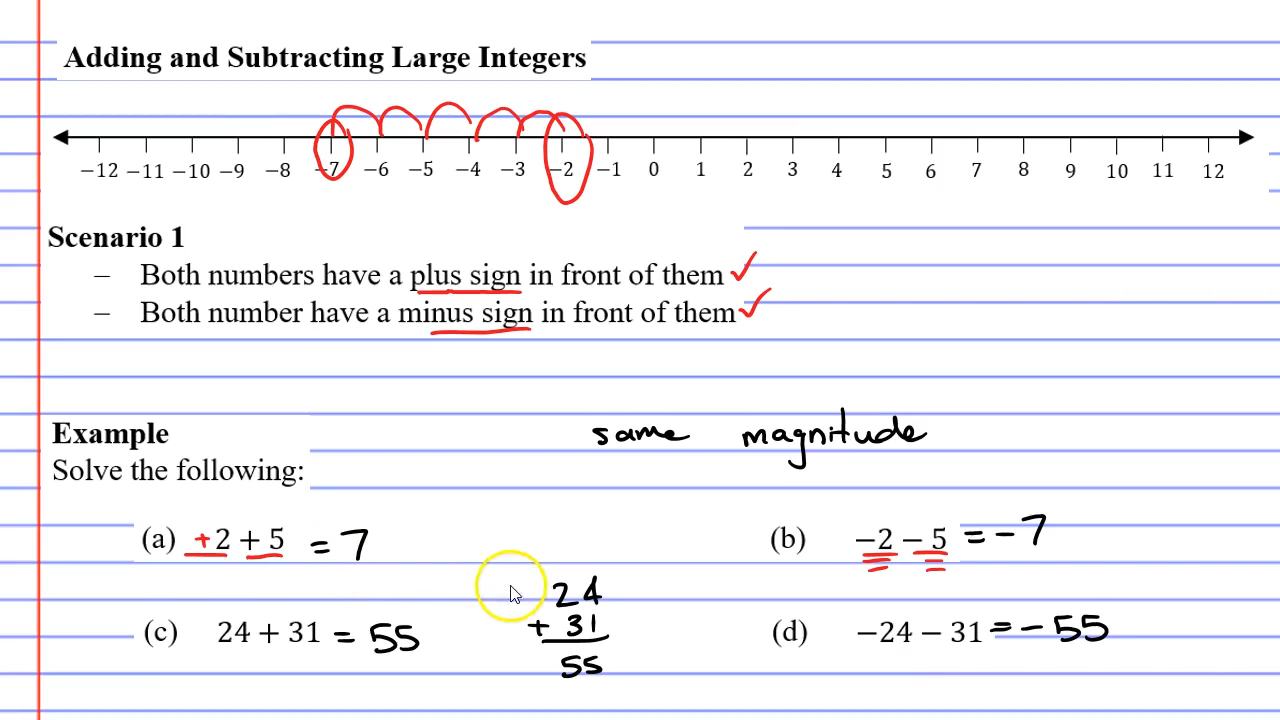 Adding and Subtracting Large Integers
−12 −11 −10 −9 −8 −7 −6 −5 −4 −3 −2 −1 0 1 2 3 4 5 6 7 8 9 10 11 12
Scenario 1
– Both numbers have a plus sign in front of them ✓
– Both number have a minus sign in front of them ✓
Example
same magnitude
Solve the following:
(a) +2 + 5 = 7
(b) −2 − 5 = −7
24
+ 31
55
(c) 24 + 31 = 55
(d) −24 − 31 = −55